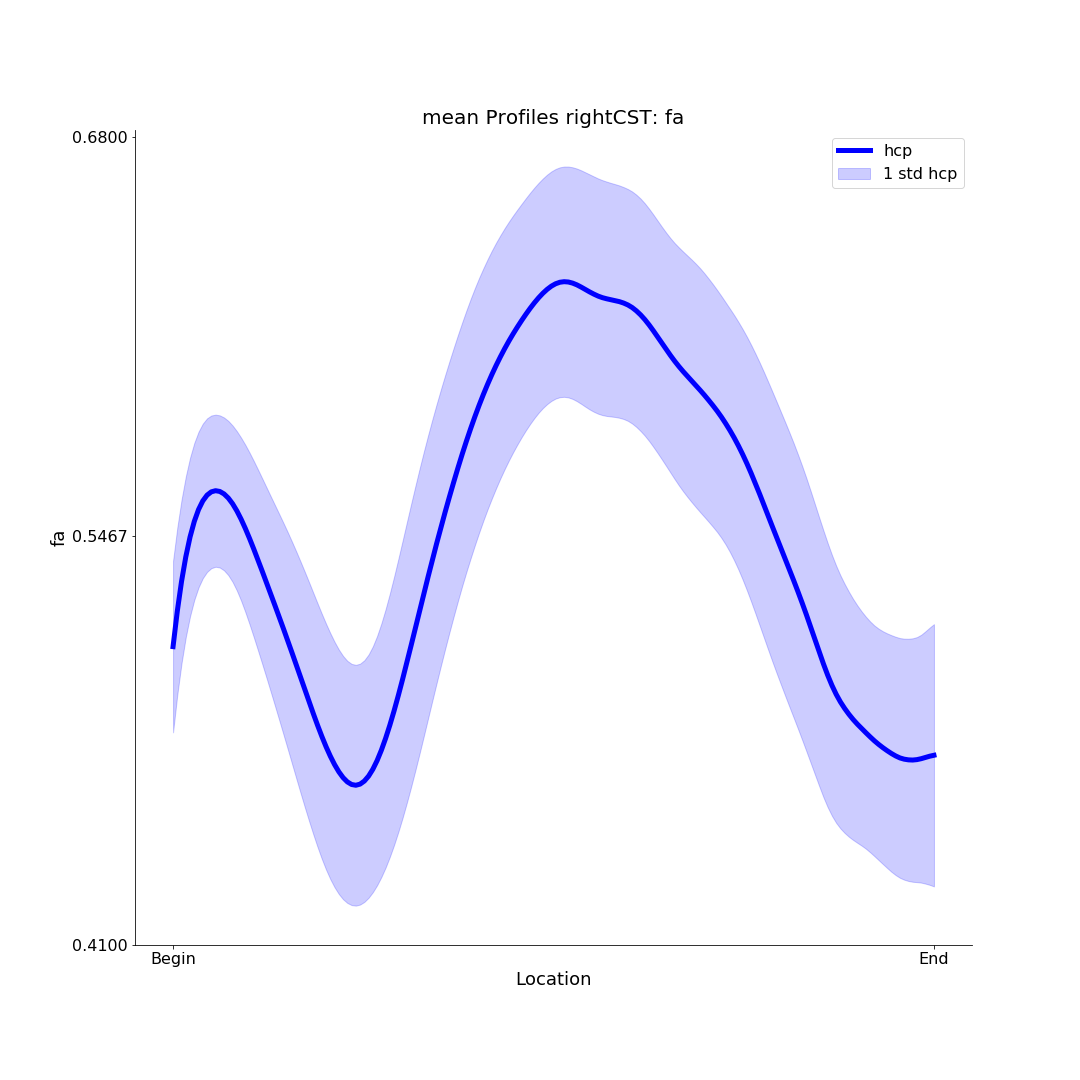 mean Profiles rightCST: fa
0.6800
hcp
1 std hcp
fa
0.5467
0.4100
Begin
End
Location